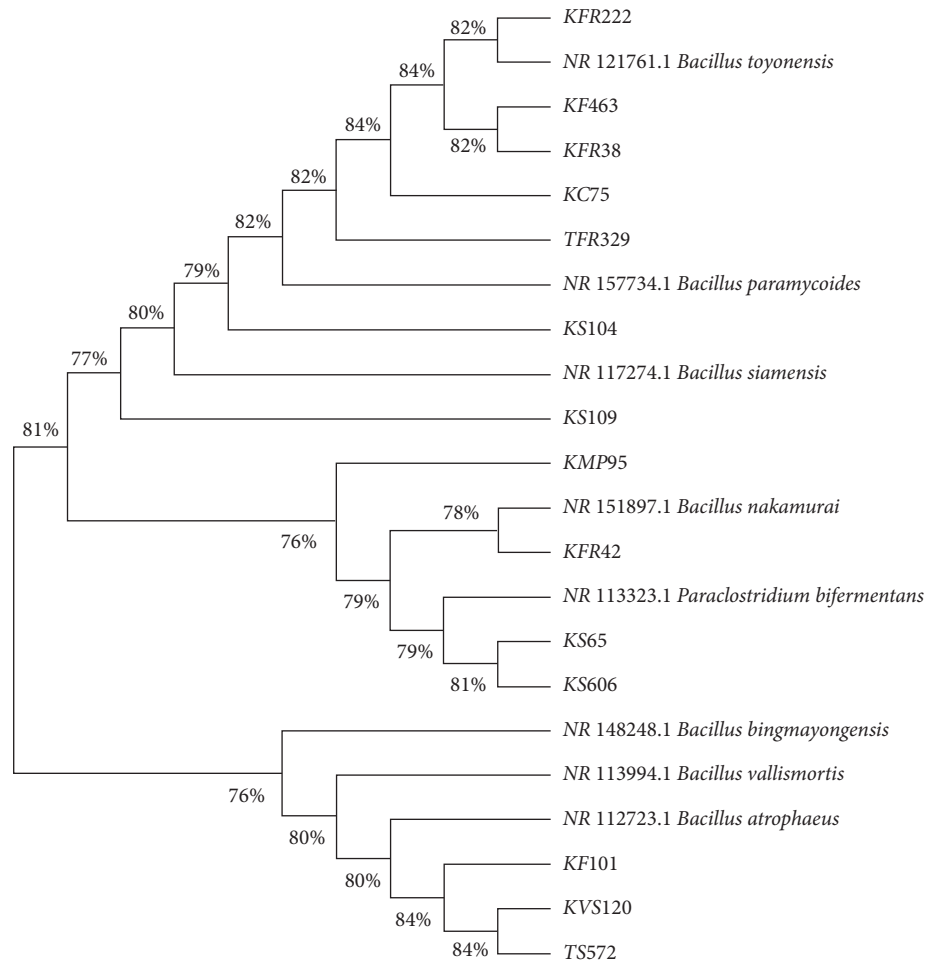 82%
KFR222
NR 121761.1 Bacillus toyonensis
84%
KF463
84%
82%
KFR38
82%
KC75
82%
TFR329
79%
NR 157734.1 Bacillus paramycoides
80%
KS104
77%
NR 117274.1 Bacillus siamensis
81%
KS109
KMP95
78%
NR 151897.1 Bacillus nakamurai
76%
KFR42
79%
NR 113323.1 Paraclostridium bifermentans
79%
KS65
81%
KS606
NR 148248.1 Bacillus bingmayongensis
76%
NR 113994.1 Bacillus vallismortis
80%
NR 112723.1 Bacillus atrophaeus
80%
KF101
84%
KVS120
84%
TS572